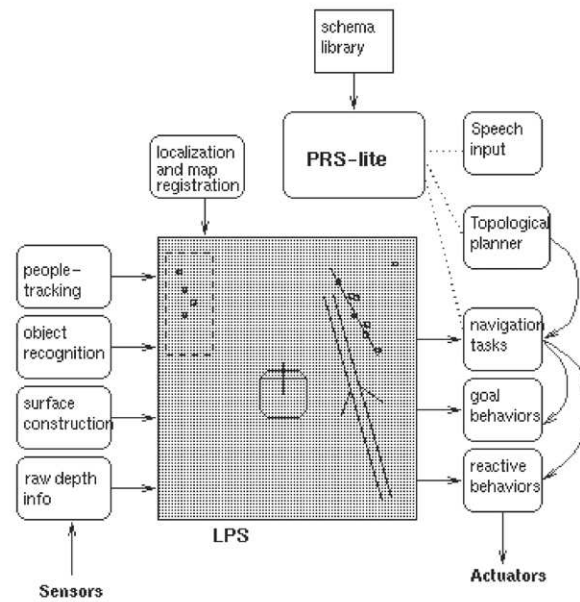 schema
library
PRS-lite
Speech
input
localization
and map
registration
Topological
planner
people-
tracking
navigation
tasks
object
recognition
goal
behaviors
surface
construction
reactive
behaviors
raw depth
info
LPS
Sensors
Actuators